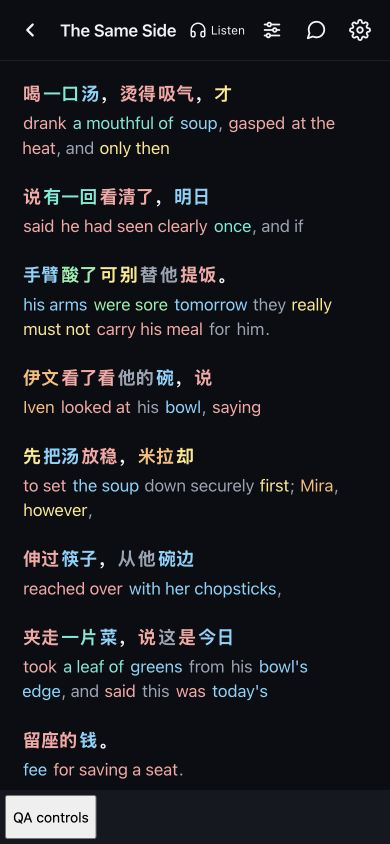 The Same Side Listen
喝一口汤，烫得吸气，才
drank a mouthful of soup, gasped at the
heat, and only then
说有一回看清了，明日
said he had seen clearly once, and if
手臂酸了可别替他提饭。
his arms were sore tomorrow they really
must not carry his meal for him.
伊文看了看他的碗，说
Iven looked at his bowl, saying
先把汤放稳，米拉却
to set the soup down securely first; Mira,
however,
伸过筷子，从他碗边
reached over with her chopsticks,
夹走一片菜，说这是今日
took a leaf of greens from his bowl's
edge, and said this was today's
留座的钱。
fee for saving a seat.
QA controls